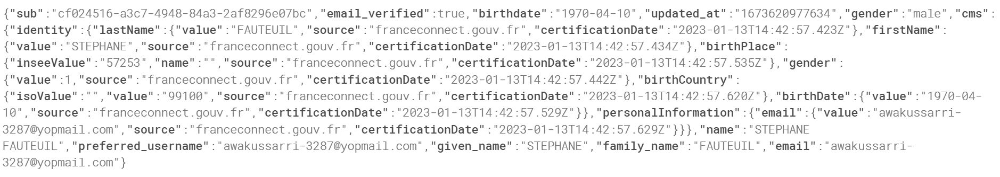 {"sub":"cf024516-a3c7-4948-84a3-2af8296e07bc","email_verified":true,"birthdate":"1970-04-10","updated_at":"1673620977634","gender":"male","cms":
{"identity":{"lastName":{"value":"FAUTEUIL","source":"franceconnect.gouv.fr","certificationDate":"2023-01-13T14:42:57.423Z"},"firstName":
{"value":"STEPHANE","source":"franceconnect.gouv.fr","certificationDate":"2023-01-13T14:42:57.434Z"},"birthPlace":
{"inseeValue":"57253","name":"","source":"franceconnect.gouv.fr","certificationDate":"2023-01-13T14:42:57.535Z"},"gender":
{"value":1,"source":"franceconnect.gouv.fr","certificationDate":"2023-01-13T14:42:57.442Z"},"birthCountry":
{"isoValue":"","value":"99100","source":"franceconnect.gouv.fr","certificationDate":"2023-01-13T14:42:57.620Z"},"birthDate":{"value":"1970-04-
10","source":"franceconnect.gouv.fr","certificationDate":"2023-01-13T14:42:57.529Z"}},"personalInformation":{"email":{"value":"awakussarri-
3287@yopmail.com","source":"franceconnect.gouv.fr","certificationDate":"2023-01-13T14:42:57.629Z"}}},"name":"STEPHANE
FAUTEUIL","preferred_username":"awakussarri-3287@yopmail.com","given_name":"STEPHANE","family_name":"FAUTEUIL","email":"awakussarri-
3287@yopmail.com"}